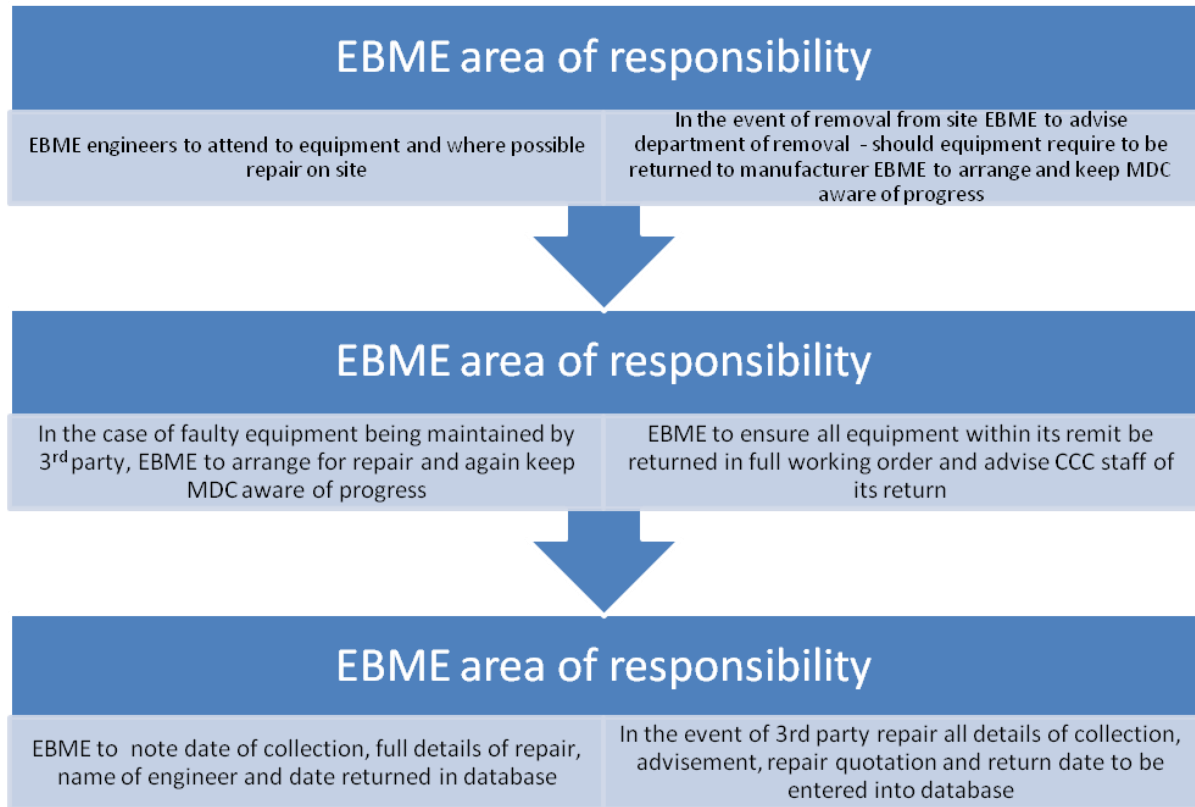 EBME area of responsibility
EBME engineers to attend to equipment and where possible
repair on site
In the event of removal from site EBME to advise
department of removal - should equipment require to be
returned to manufacturer EBME to arrange and keep MDC
aware of progress
EBME area of responsibility
In the case of faulty equipment being maintained by
3rd party, EBME to arrange for repair and again keep
MDC aware of progress
EBME to ensure all equipment within its remit be
returned in full working order and advise CCC staff of
its return
EBME area of responsibility
EBME to note date of collection, full details of repair,
name of engineer and date returned in database
In the event of 3rd party repair all details of collection,
advisement, repair quotation and return date to be
entered into database